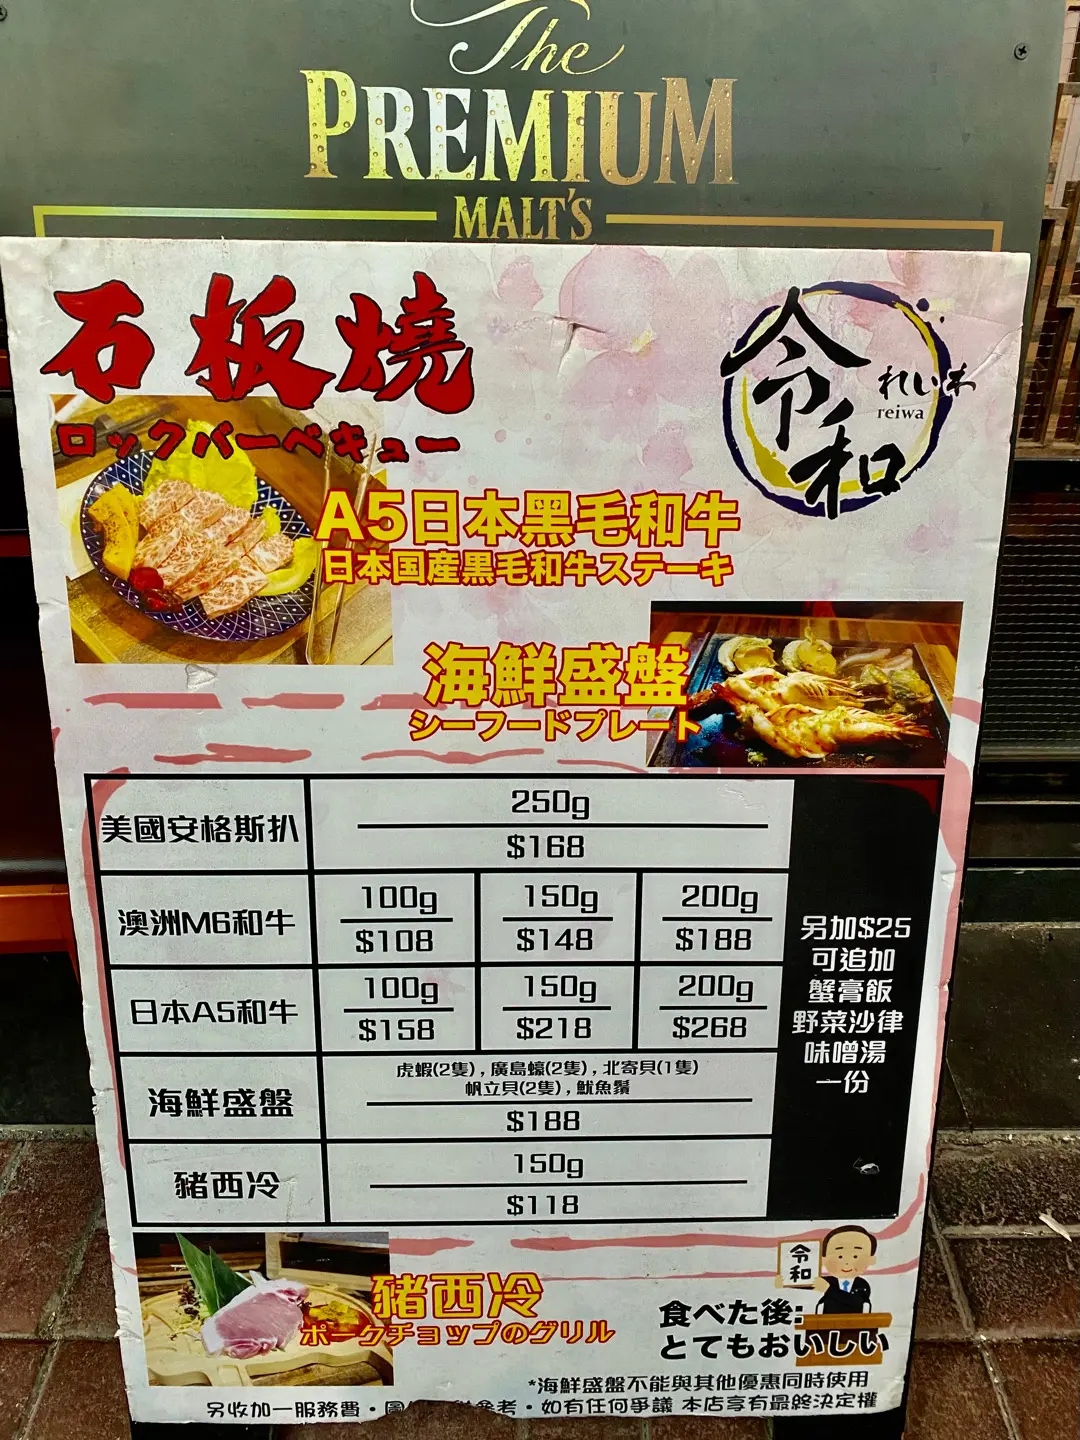 The
PREMIUM
MALT'S
石板燒
ロックバーベキュー
令和
れいわ
reiwa
A5日本黑毛和牛
日本国産黒毛和牛ステーキ
海鮮盛盤
シーフードプレート
美國安格斯扒
250g
$168
澳洲M6和牛
100g
$108
150g
$148
200g
$188
日本A5和牛
100g
$158
150g
$218
200g
$268
海鮮盛盤
虎蝦(2隻),廣島蠔(2隻),北寄貝(1隻)
帆立貝(2隻),魷魚鬚
$188
豬西冷
150g
$118
另加$25
可追加
蟹膏飯
野菜沙律
味噌湯
一份
豬西冷
ポークチョップのグリル
令和
食べた後:
とてもおいしい
*海鮮盛盤不能與其他優惠同時使用
另收加一服務費・圖 參考・如有任何爭議 本店享有最終決定權